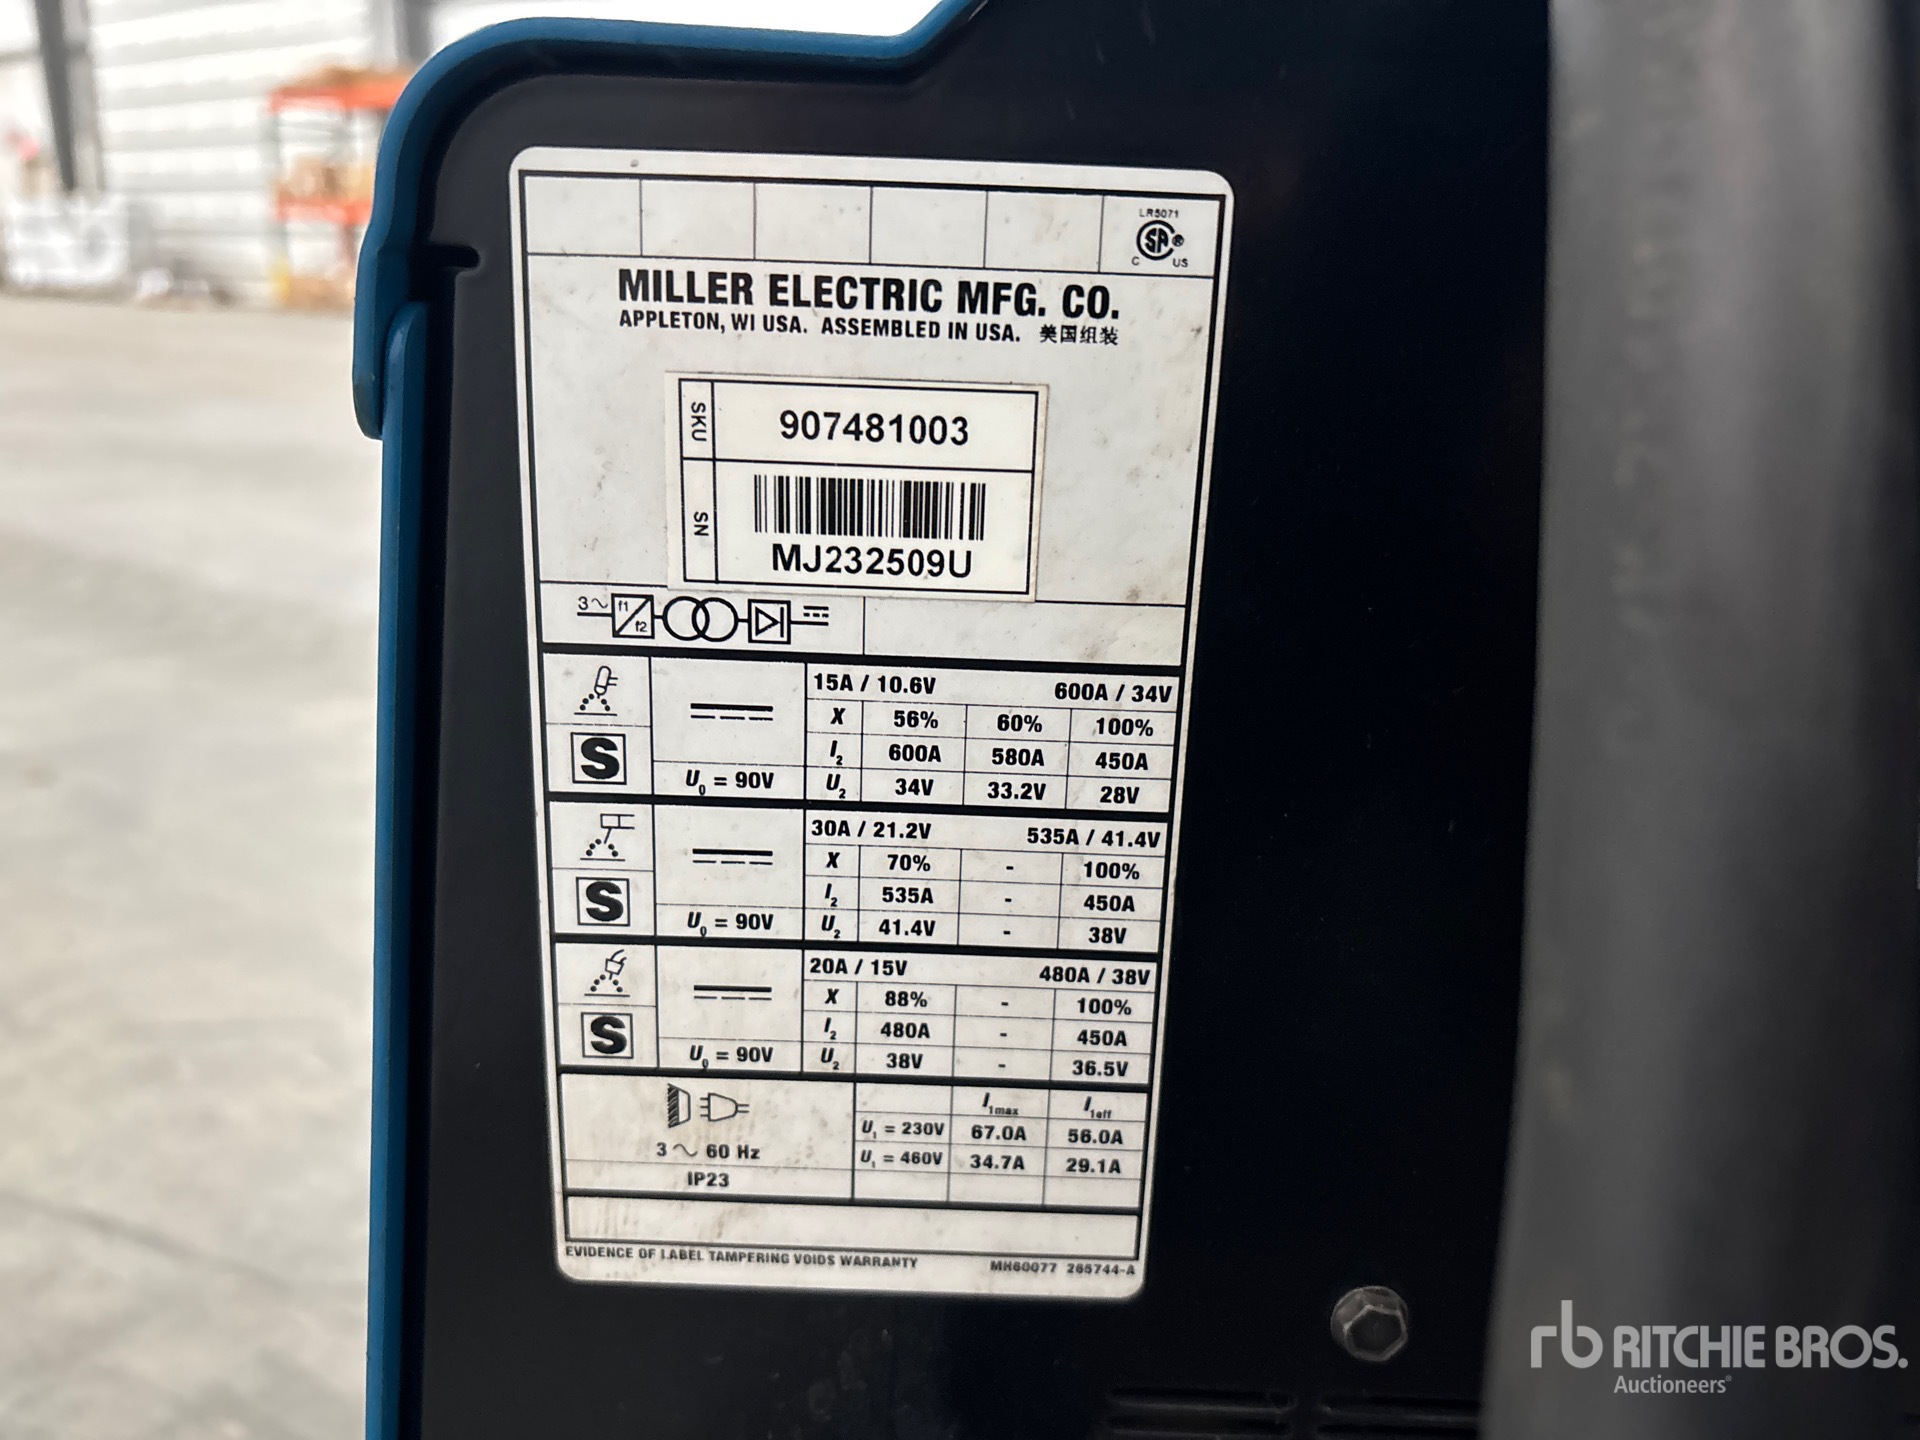 LR5071
SA®
C US
MILLER ELECTRIC MFG. CO.
APPLETON, WI USA. ASSEMBLED IN USA. 美国组装
SKU 907481003
SN
MJ232509U
3~ f1 f2
15A / 10.6V 600A / 34V
X 56% 60% 100%
I2 600A 580A 450A
S U0 = 90V U2 34V 33.2V 28V
30A / 21.2V 535A / 41.4V
X 70% - 100%
I2 535A - 450A
S U0 = 90V U2 41.4V - 38V
20A / 15V 480A / 38V
X 88% - 100%
I2 480A - 450A
S U0 = 90V U2 38V - 36.5V
I1max I1eff
U1 = 230V 67.0A 56.0A
3 ~ 60 Hz U1 = 460V 34.7A 29.1A
IP23
EVIDENCE OF LABEL TAMPERING VOIDS WARRANTY MH60077 265744-A
rb RITCHIE BROS.
Auctioneers®